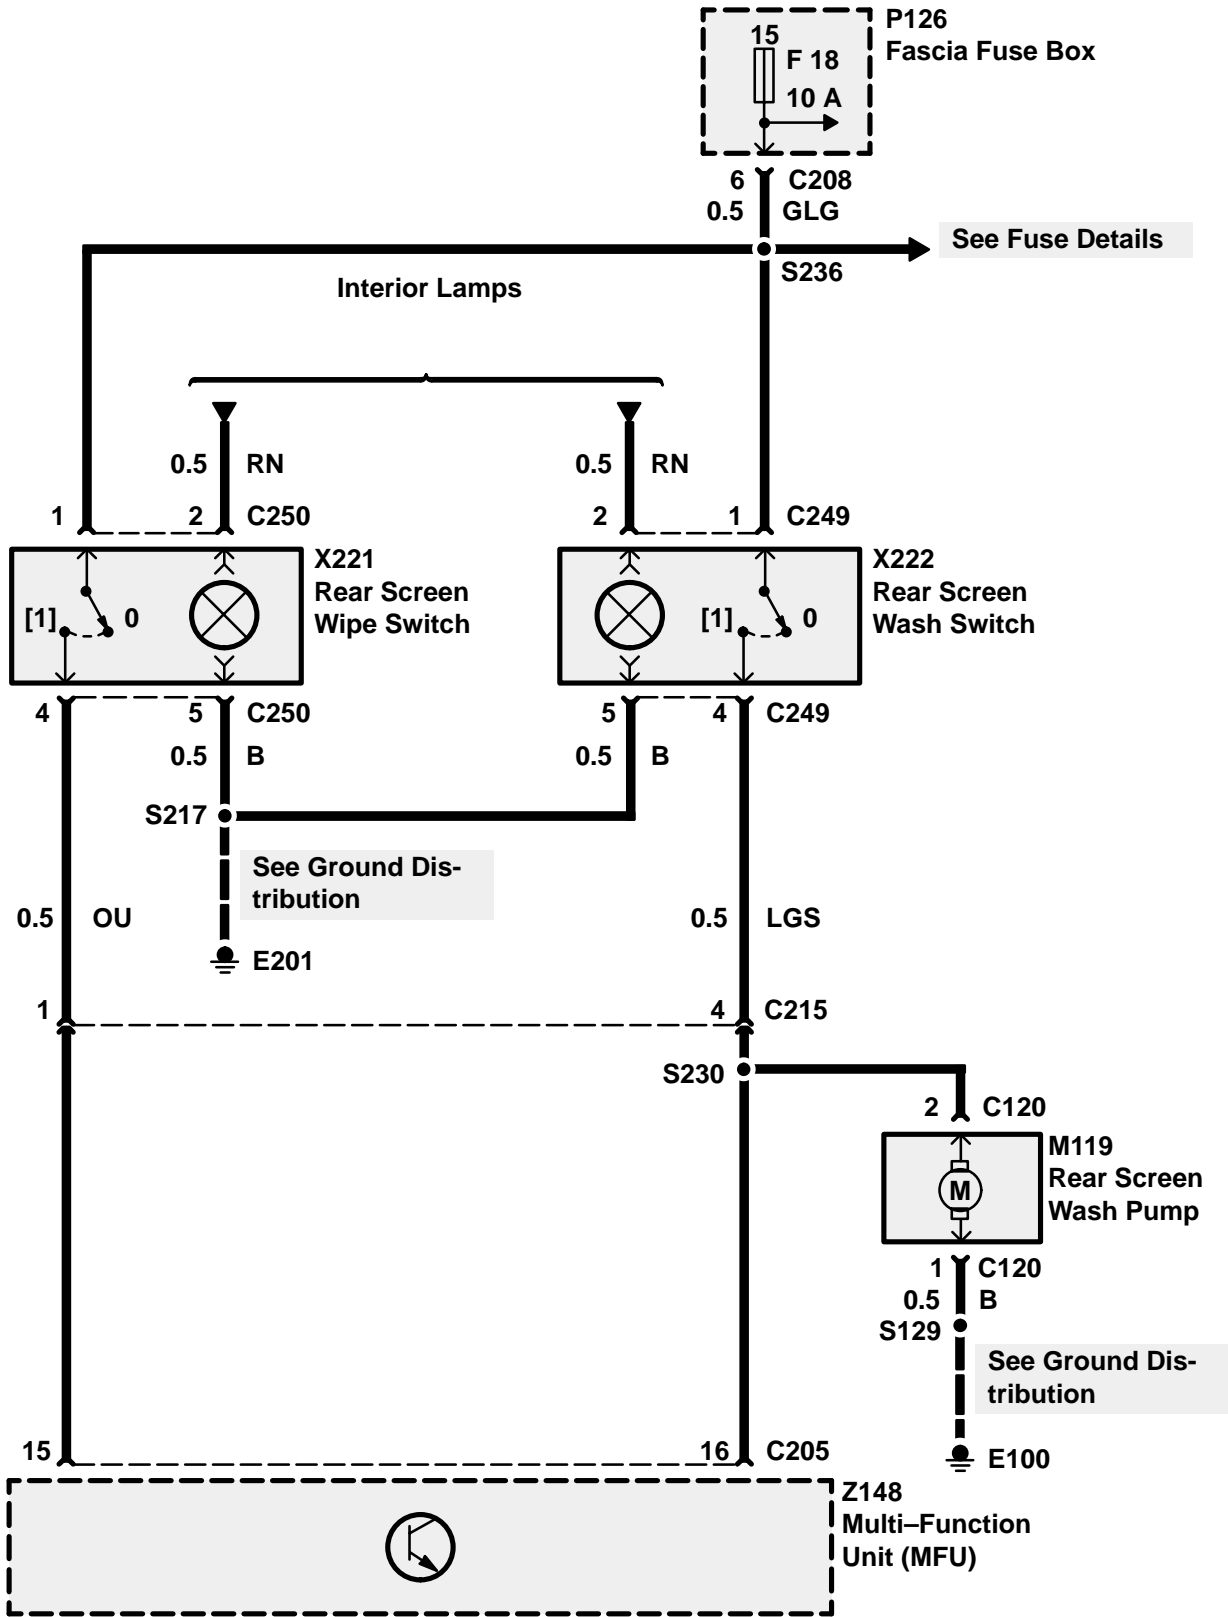 P126
Fascia Fuse Box
15
F 18
10 A
6 C208
0.5 GLG
See Fuse Details
S236
Interior Lamps
0.5 RN
0.5 RN
1 2 C250
2 1 C249
X221
Rear Screen
Wipe Switch
[1] 0
X222
Rear Screen
Wash Switch
[1] 0
4 5 C250
5 4 C249
0.5 B
0.5 B
S217
See Ground Dis-
tribution
0.5 OU
0.5 LGS
E201
1 4 C215
S230
2 C120
M119
Rear Screen
Wash Pump
M
1 C120
0.5 B
S129
See Ground Dis-
tribution
E100
15 16 C205
Z148
Multi–Function
Unit (MFU)